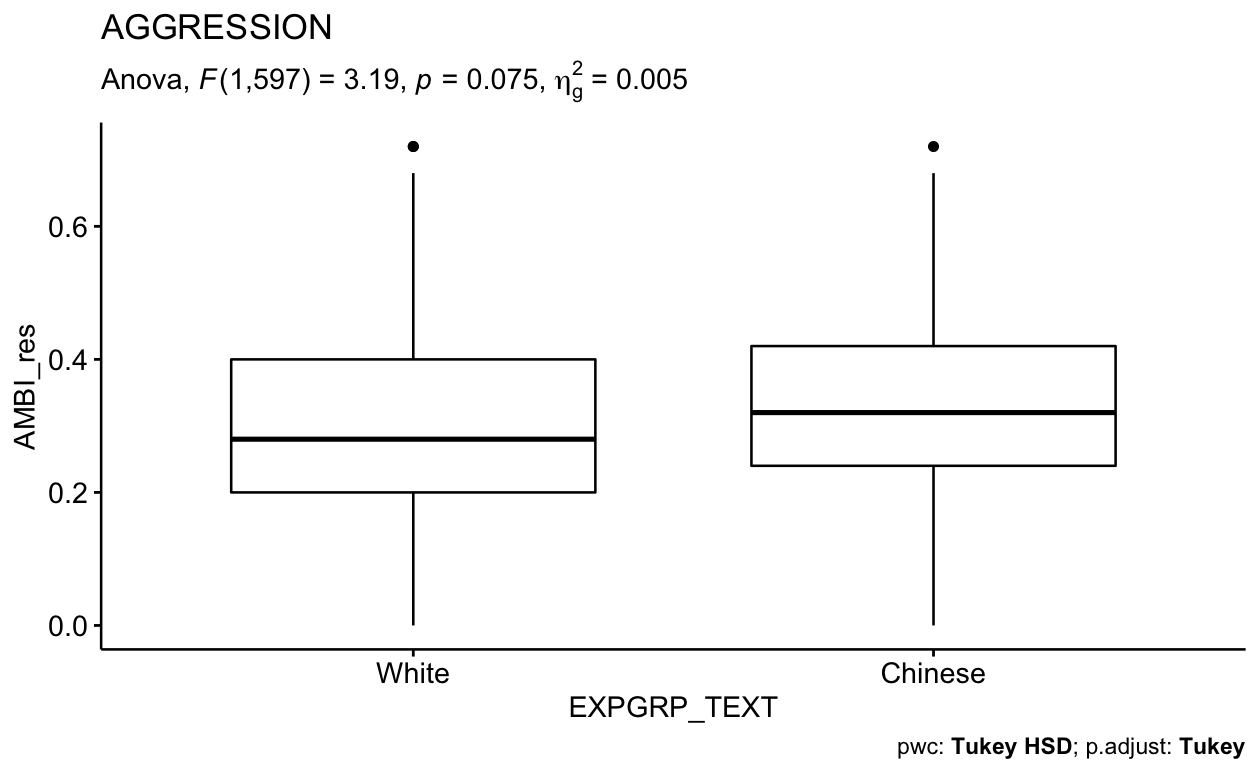 AGGRESSION
Anova, F(1,597) = 3.19, p = 0.075, η²g = 0.005
AMBI_res
0.6
0.4
0.2
0.0
White Chinese
EXPGRP_TEXT
pwc: Tukey HSD; p.adjust: Tukey